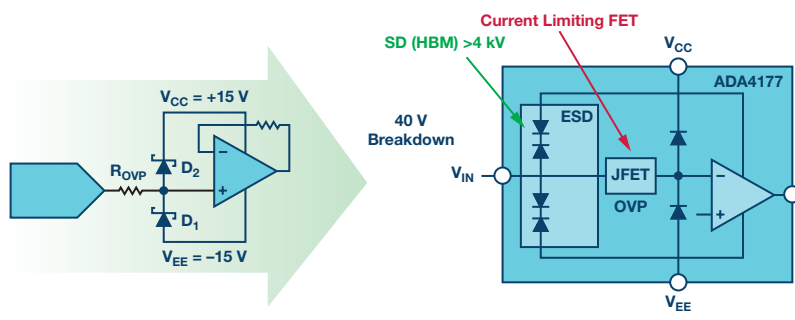 Current Limiting FET
SD (HBM) >4 kV
VCC
ADA4177
VCC = +15 V
40 V
Breakdown
ESD
–
ROVP
D2
+
VIN
JFET
–
OVP
D1
+
VEE = –15 V
VEE